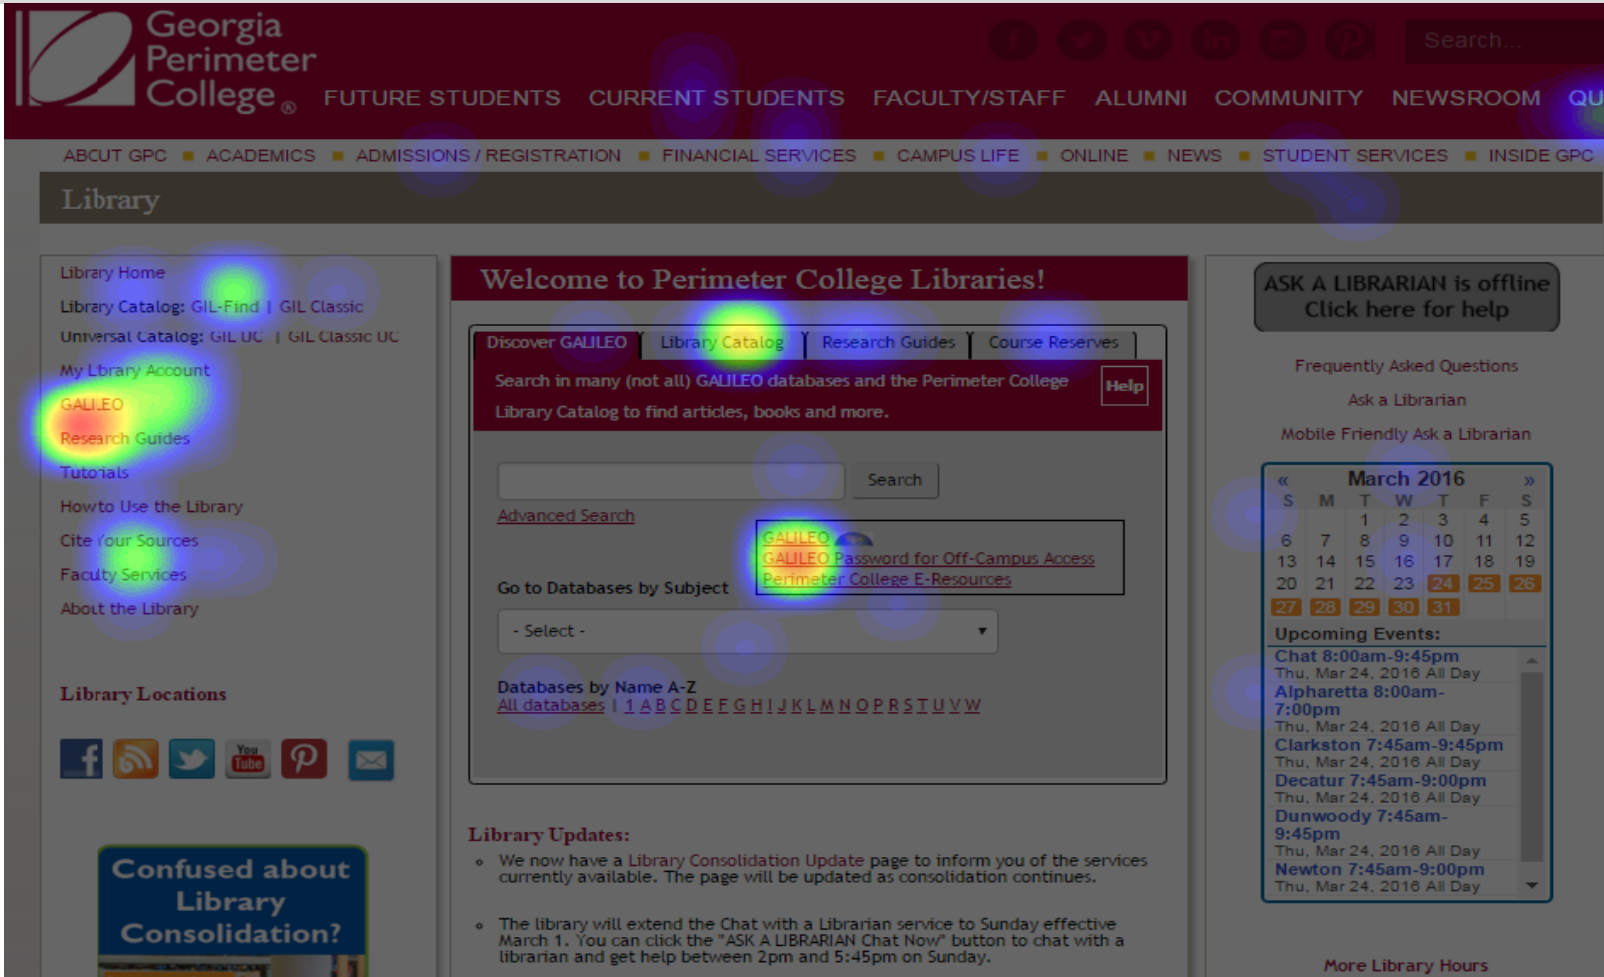 Georgia
Perimeter
College ®
Search...
FUTURE STUDENTS CURRENT STUDENTS FACULTY/STAFF ALUMNI COMMUNITY NEWSROOM QU
ABOUT GPC ACADEMICS ADMISSIONS / REGISTRATION FINANCIAL SERVICES CAMPUS LIFE ONLINE NEWS STUDENT SERVICES INSIDE GPC
Library
Library Home
Library Catalog: GIL-Find | GIL Classic
Universal Catalog: GIL UC | GIL Classic UC
My Library Account
GALILEO
Research Guides
Tutorials
How to Use the Library
Cite Your Sources
Faculty Services
About the Library
Library Locations
You
Tube
Confused about
Library
Consolidation?
Welcome to Perimeter College Libraries!
Discover GALILEO Library Catalog Research Guides Course Reserves
Search in many (not all) GALILEO databases and the Perimeter College
Library Catalog to find articles, books and more.
Help
Search
Advanced Search
GALILEO
GALILEO Password for Off-Campus Access
Perimeter College E-Resources
Go to Databases by Subject
- Select -
Databases by Name A-Z
All databases | 1 A B C D E F G H I J K L M N O P R S T U V W
Library Updates:
We now have a Library Consolidation Update page to inform you of the services
currently available. The page will be updated as consolidation continues.
The library will extend the Chat with a Librarian service to Sunday effective
March 1. You can click the "ASK A LIBRARIAN Chat Now" button to chat with a
librarian and get help between 2pm and 5:45pm on Sunday.
ASK A LIBRARIAN is offline
Click here for help
Frequently Asked Questions
Ask a Librarian
Mobile Friendly Ask a Librarian
« March 2016 »
S M T W T F S
1 2 3 4 5
6 7 8 9 10 11 12
13 14 15 16 17 18 19
20 21 22 23 24 25 26
27 28 29 30 31
Upcoming Events:
Chat 8:00am-9:45pm
Thu, Mar 24, 2016 All Day
Alpharetta 8:00am-
7:00pm
Thu, Mar 24, 2016 All Day
Clarkston 7:45am-9:45pm
Thu, Mar 24, 2016 All Day
Decatur 7:45am-9:00pm
Thu, Mar 24, 2016 All Day
Dunwoody 7:45am-
9:45pm
Thu, Mar 24, 2016 All Day
Newton 7:45am-9:00pm
Thu, Mar 24, 2016 All Day
More Library Hours